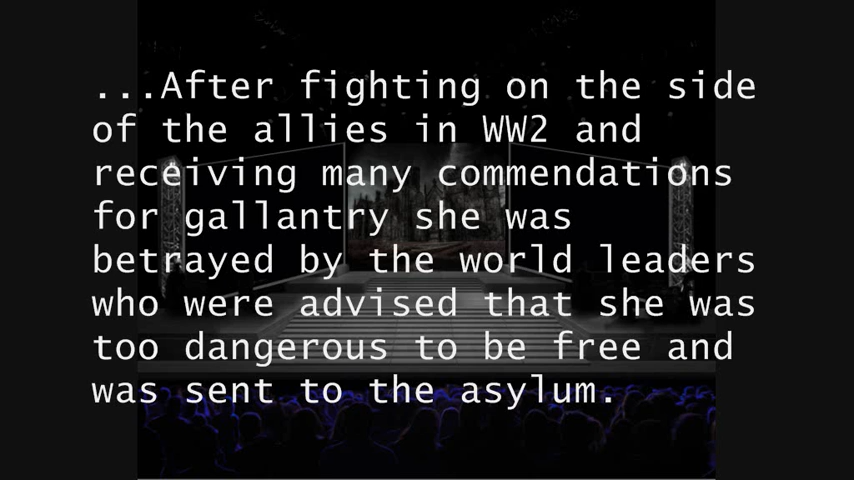 ...After fighting on the side
of the allies in WW2 and
receiving many commendations
for gallantry she was
betrayed by the world leaders
who were advised that she was
too dangerous to be free and
was sent to the asylum.